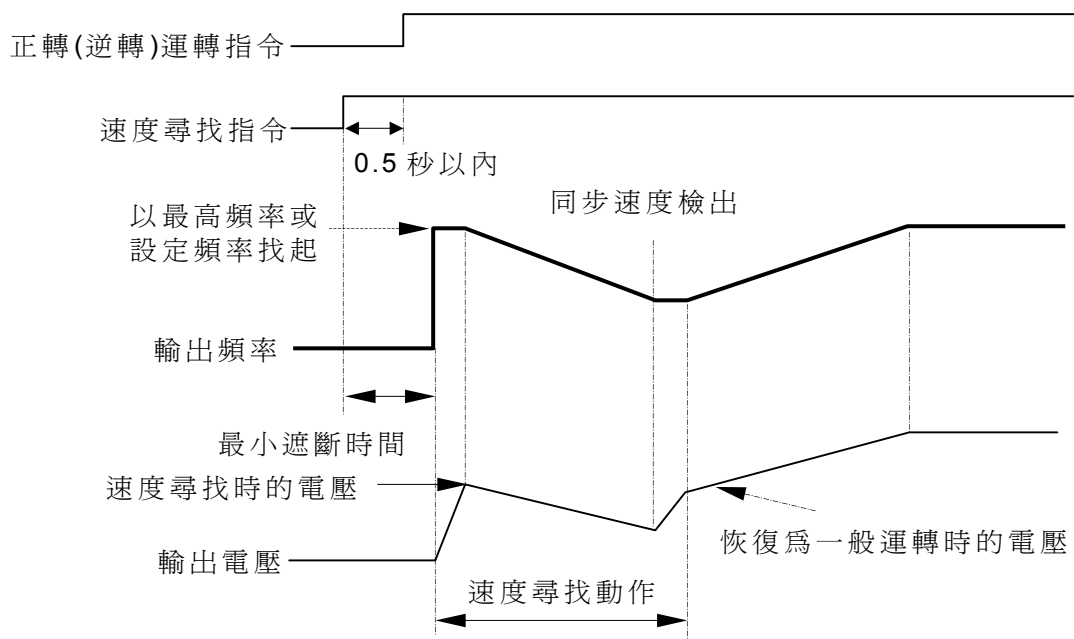 正轉(逆轉)運轉指令
速度尋找指令
0.5 秒以內
同步速度檢出
以最高頻率或
設定頻率找起
輸出頻率
最小遮斷時間
速度尋找時的電壓
恢復爲一般運轉時的電壓
輸出電壓
速度尋找動作